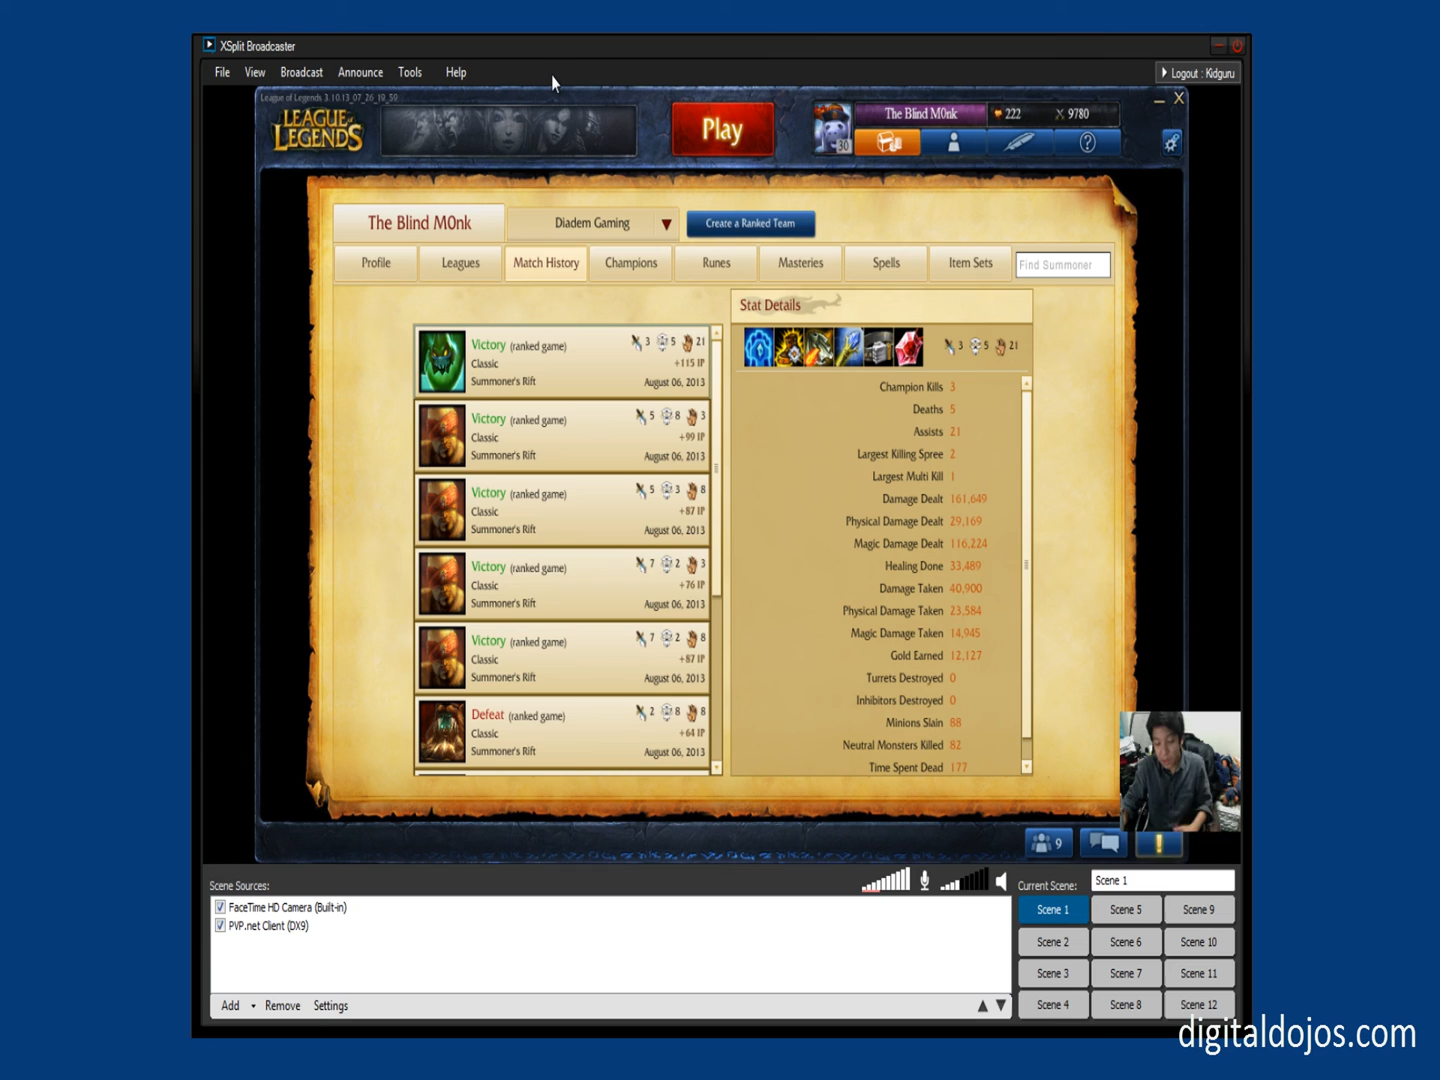 XSplit Broadcaster
File View Broadcast Announce Tools Help
Logout : Kidguru
League of Legends 3.10.13_07_26_19_59
LEAGUE of LEGENDS
Play
30
The Blind M0nk
222
9780
The Blind M0nk
Diadem Gaming
Create a Ranked Team
Profile Leagues Match History Champions Runes Masteries Spells Item Sets Find Summoner
Victory (ranked game) 3 5 21
Classic +115 IP
Summoner's Rift August 06, 2013
Victory (ranked game) 5 8 3
Classic +99 IP
Summoner's Rift August 06, 2013
Victory (ranked game) 5 3 8
Classic +87 IP
Summoner's Rift August 06, 2013
Victory (ranked game) 7 2 3
Classic +76 IP
Summoner's Rift August 06, 2013
Victory (ranked game) 7 2 8
Classic +87 IP
Summoner's Rift August 06, 2013
Defeat (ranked game) 2 8 8
Classic +64 IP
Summoner's Rift August 06, 2013
Stat Details
3 5 21
Champion Kills 3
Deaths 5
Assists 21
Largest Killing Spree 2
Largest Multi Kill 1
Damage Dealt 161,649
Physical Damage Dealt 29,169
Magic Damage Dealt 116,224
Healing Done 33,489
Damage Taken 40,900
Physical Damage Taken 23,584
Magic Damage Taken 14,945
Gold Earned 12,127
Turrets Destroyed 0
Inhibitors Destroyed 0
Minions Slain 88
Neutral Monsters Killed 82
Time Spent Dead 177
9
Scene Sources:
FaceTime HD Camera (Built-in)
PVP.net Client (DX9)
Add Remove Settings
Current Scene: Scene 1
Scene 1 Scene 5 Scene 9
Scene 2 Scene 6 Scene 10
Scene 3 Scene 7 Scene 11
Scene 4 Scene 8 Scene 12
digitaldojos.com